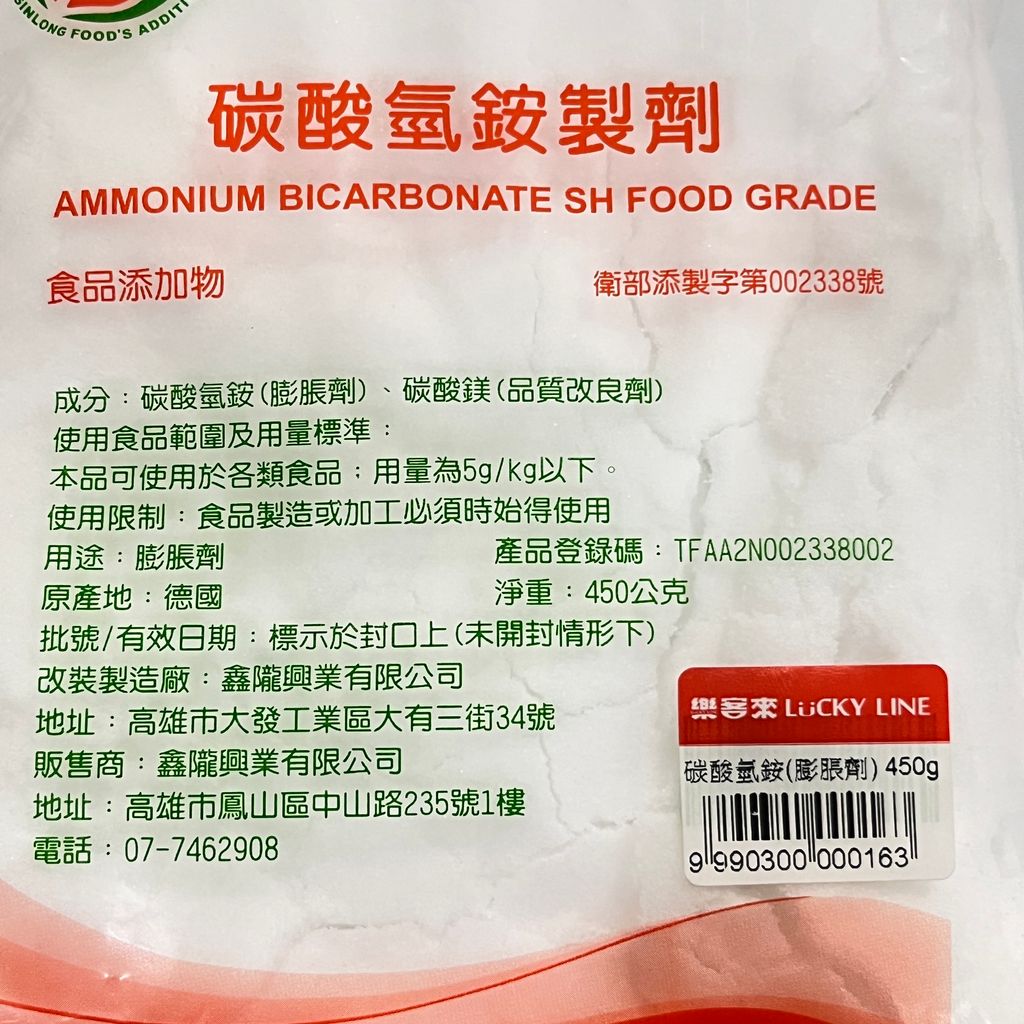 SINLONG FOOD'S ADDITI
碳酸氫銨製劑
AMMONIUM BICARBONATE SH FOOD GRADE
食品添加物
衛部添製字第002338號
成分：碳酸氫銨(膨脹劑)、碳酸鎂(品質改良劑)
使用食品範圍及用量標準：
本品可使用於各類食品；用量為5g/kg以下。
使用限制：食品製造或加工必須時始得使用
用途：膨脹劑
產品登錄碼：TFAA2N002338002
原產地：德國
淨重：450公克
批號/有效日期：標示於封口上(未開封情形下)
改裝製造廠：鑫隴興業有限公司
地址：高雄市大發工業區大有三街34號
販售商：鑫隴興業有限公司
地址：高雄市鳳山區中山路235號1樓
電話：07-7462908
樂客來 LüCKY LINE
碳酸氫銨(膨脹劑) 450g
9 990300 000163